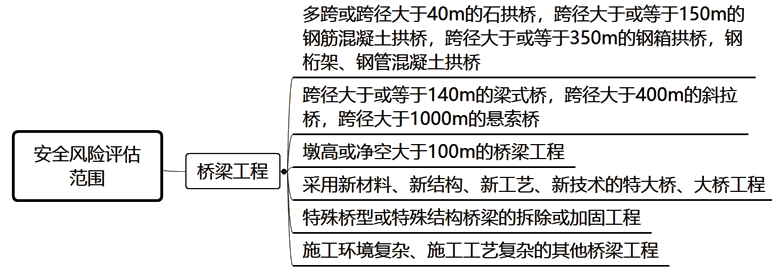 安全风险评估
范围
桥梁工程
多跨或跨径大于40m的石拱桥，跨径大于或等于150m的
钢筋混凝土拱桥，跨径大于或等于350m的钢箱拱桥，钢
桁架、钢管混凝土拱桥
跨径大于或等于140m的梁式桥，跨径大于400m的斜拉
桥，跨径大于1000m的悬索桥
墩高或净空大于100m的桥梁工程
采用新材料、新结构、新工艺、新技术的特大桥、大桥工程
特殊桥型或特殊结构桥梁的拆除或加固工程
施工环境复杂、施工工艺复杂的其他桥梁工程